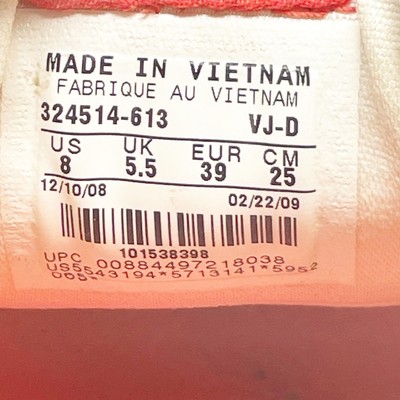 MADE IN VIETNAM
FABRIQUE AU VIETNAM
324514-613 VJ-D
US UK EUR CM
8 5.5 39 25
12/10/08 02/22/09
101538398
UPC 00884497218038